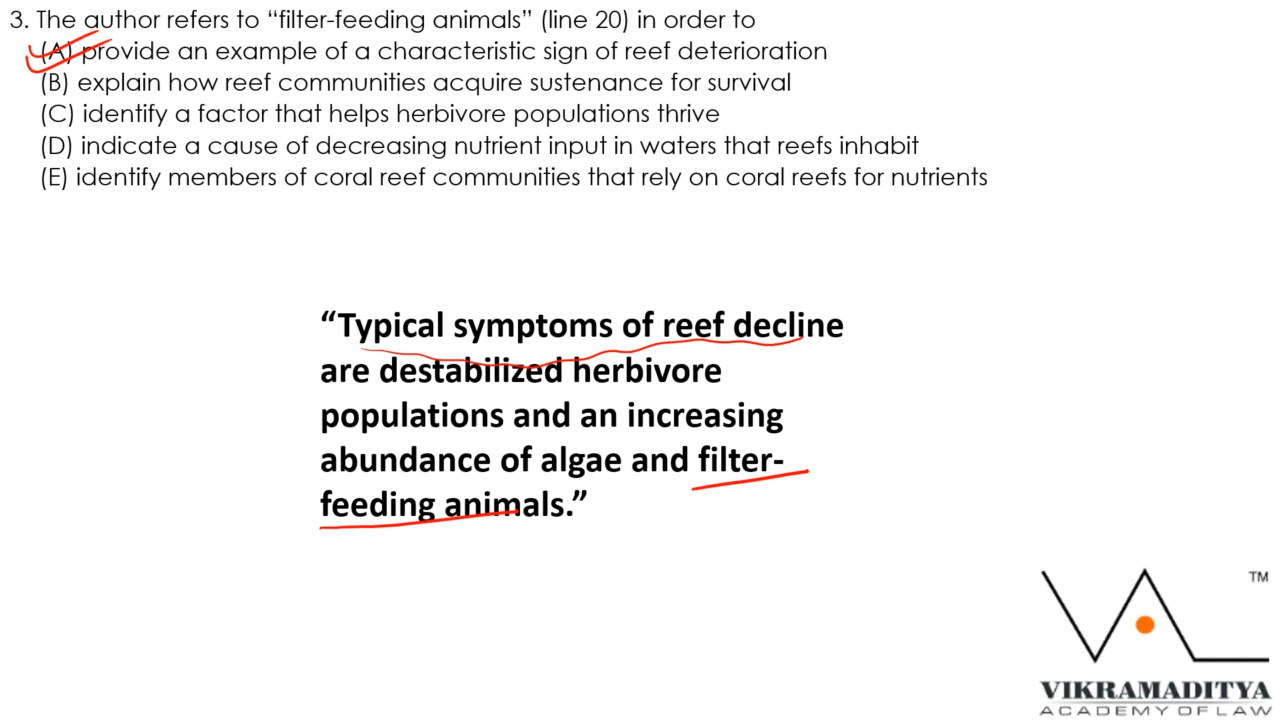 3. The author refers to “filter-feeding animals” (line 20) in order to
(A) provide an example of a characteristic sign of reef deterioration
(B) explain how reef communities acquire sustenance for survival
(C) identify a factor that helps herbivore populations thrive
(D) indicate a cause of decreasing nutrient input in waters that reefs inhabit
(E) identify members of coral reef communities that rely on coral reefs for nutrients
“Typical symptoms of reef decline
are destabilized herbivore
populations and an increasing
abundance of algae and filter-
feeding animals.”
TM
VIKRAMADITYA
ACADEMY OF LAW